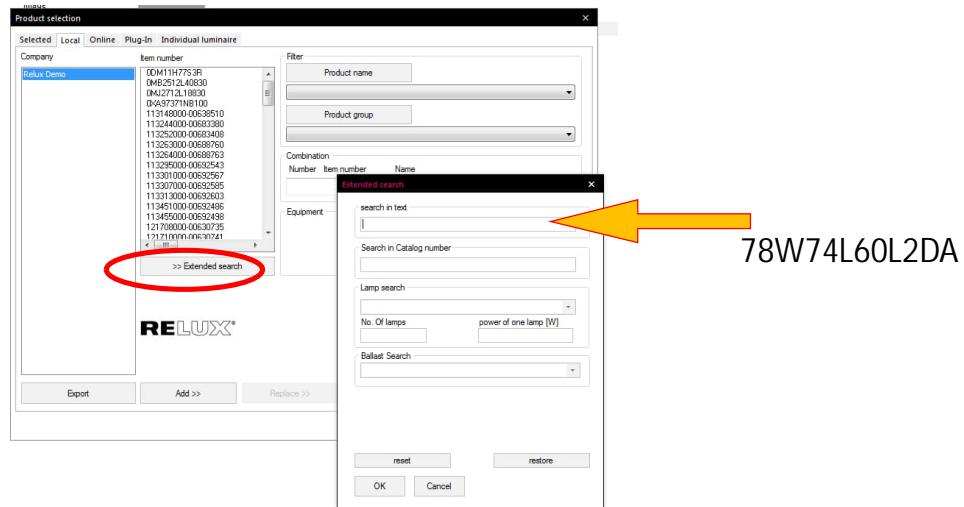 Product selection
Selected Local Online Plug-In Individual luminaire
Company
Relux Demo
Item number
0DM11H77S3R
0MB2512L40830
0MJ2712L18830
0XA97371NB100
113148000-00638510
113244000-00683380
113252000-00683408
113263000-00688760
113264000-00688763
113295000-00692543
113301000-00692567
113307000-00692585
113313000-00692603
113451000-00692486
113455000-00692498
121708000-00630735
121710000-00630741
>> Extended search
RELUX
Filter
Product name
Product group
Combination
Number Item number Name
Equipment
Export
Add >>
Replace >>
Extended search
search in text
Search in Catalog number
Lamp search
No. Of lamps power of one lamp [W]
Ballast Search
reset restore
OK Cancel
78W74L60L2DA